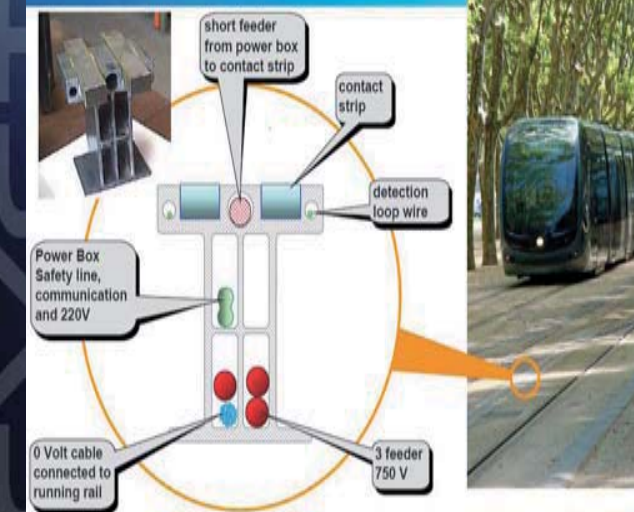 short feeder
from power box
to contact strip
contact
strip
detection
loop wire
Power Box
Safety line,
communication
and 220V
0 Volt cable
connected to
running rail
3 feeder
750 V